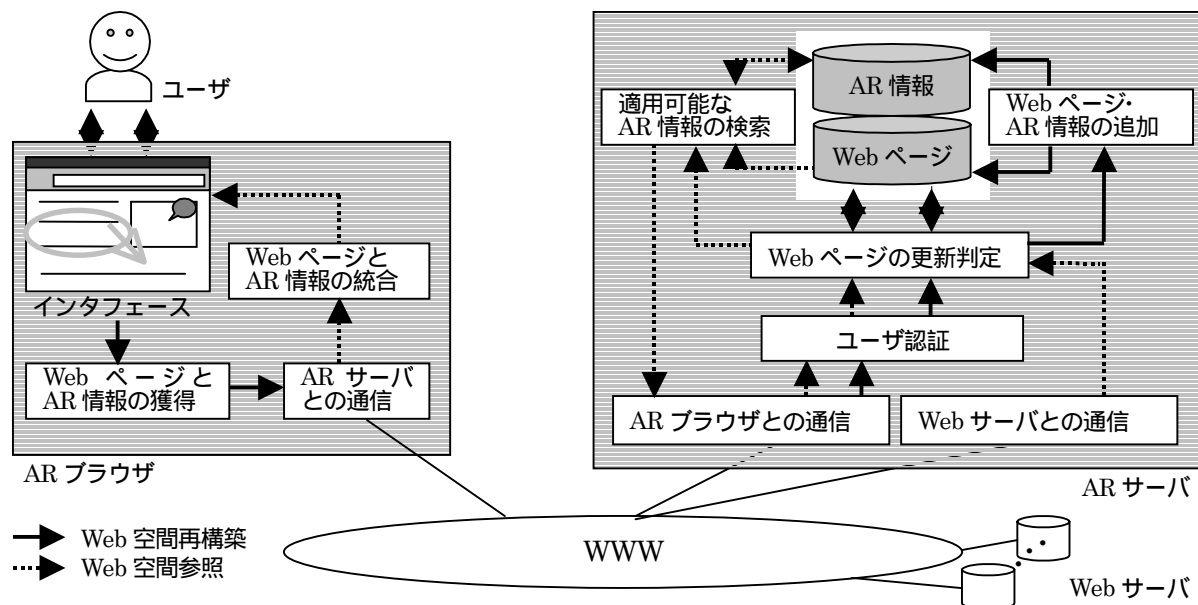 ユーザ
インタフェース
Web ページと
AR 情報の統合
Web ページと
AR 情報の獲得
AR サーバ
との通信
AR ブラウザ
適用可能な
AR 情報の検索
AR 情報
Web ページ
Web ページ・
AR 情報の追加
Web ページの更新判定
ユーザ認証
AR ブラウザとの通信
Web サーバとの通信
AR サーバ
Web 空間再構築
Web 空間参照
WWW
Web サーバ